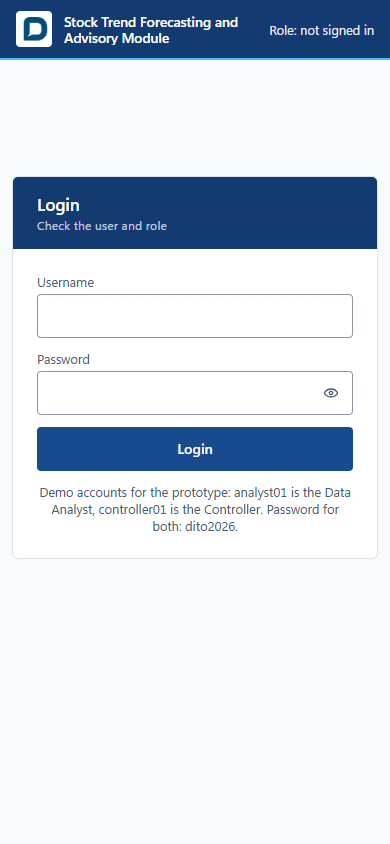 Stock Trend Forecasting and
Advisory Module
Role: not signed in
Login
Check the user and role
Username
Password
Login
Demo accounts for the prototype: analyst01 is the Data
Analyst, controller01 is the Controller. Password for
both: dito2026.